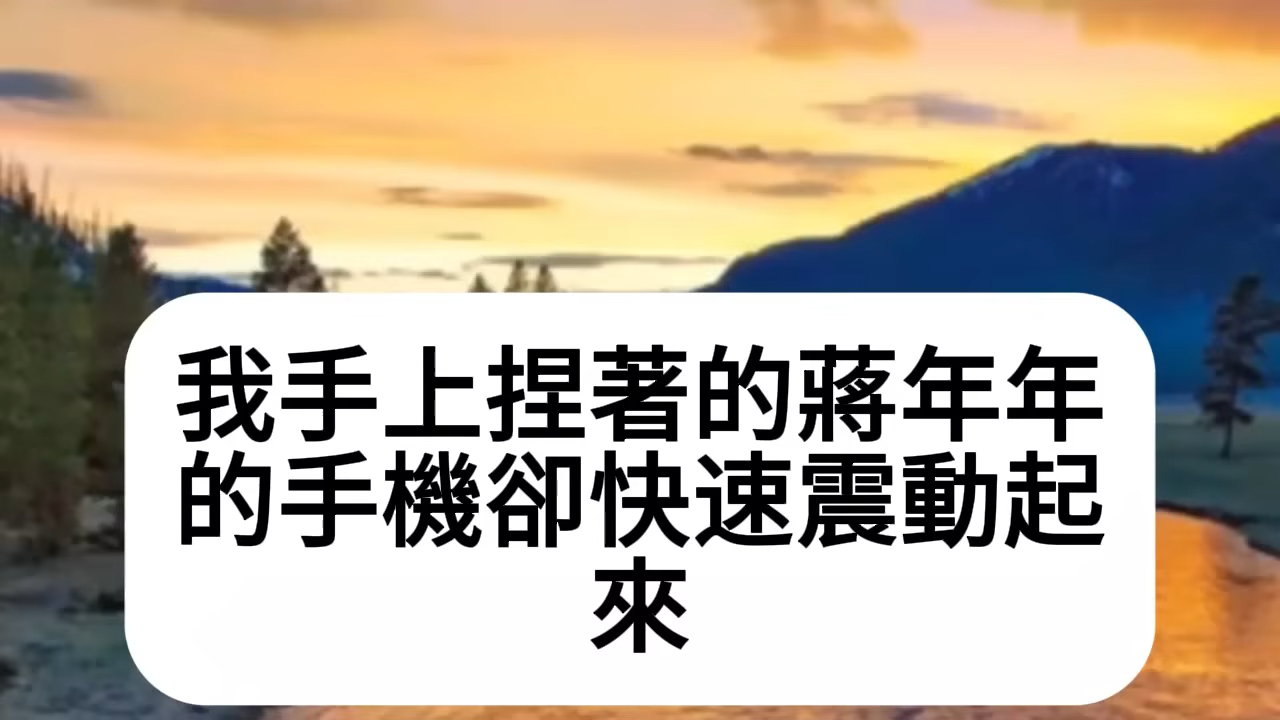 我手上捏著的蔣年年
的手機卻快速震動起
來